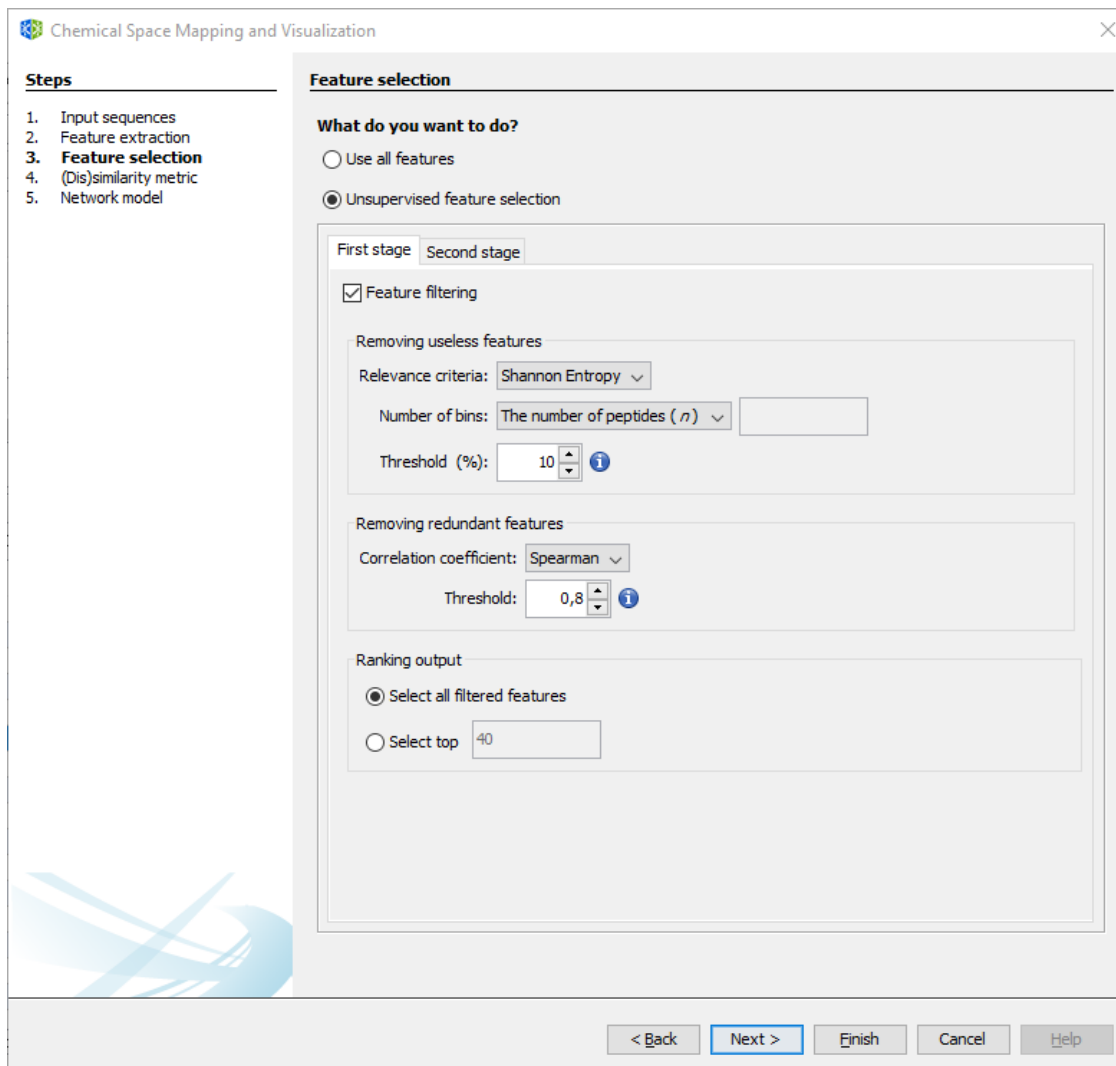 Chemical Space Mapping and Visualization
Steps
1. Input sequences
2. Feature extraction
3. Feature selection
4. (Dis)similarity metric
5. Network model
Feature selection
What do you want to do?
Use all features
Unsupervised feature selection
First stage Second stage
Feature filtering
Removing useless features
Relevance criteria: Shannon Entropy
Number of bins: The number of peptides ( n )
Threshold (%): 10
Removing redundant features
Correlation coefficient: Spearman
Threshold: 0,8
Ranking output
Select all filtered features
Select top 40
< Back Next > Finish Cancel Help